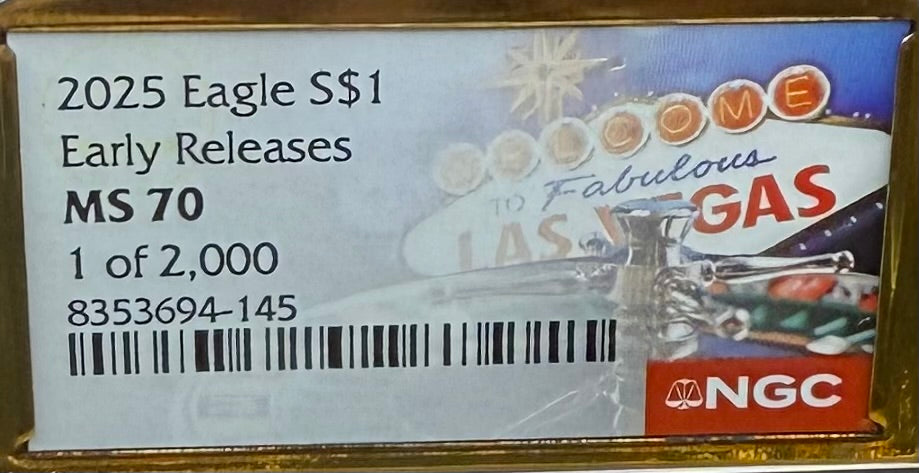 2025 Eagle S$1
Early Releases
MS 70
1 of 2,000
8353694-145
WELCOME
TO Fabulous
LAS VEGAS
NGC